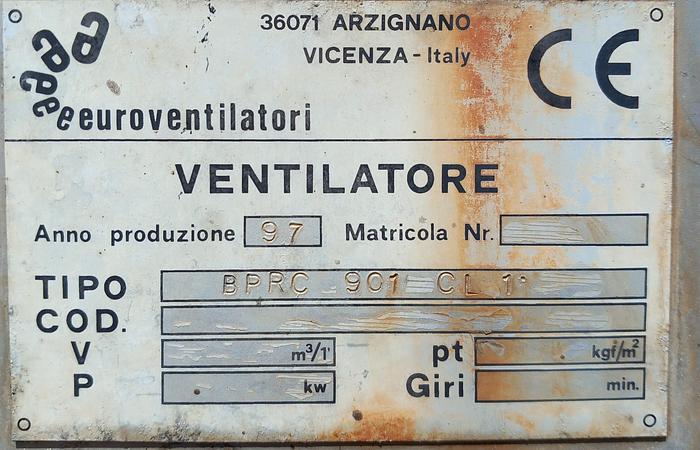 36071 ARZIGNANO
VICENZA - Italy
CE
euroventilatori
VENTILATORE
Anno produzione 97 Matricola Nr.
TIPO BPRC 901 CL 1
COD.
V m³/1' pt kgf/m²
P kw Giri min.